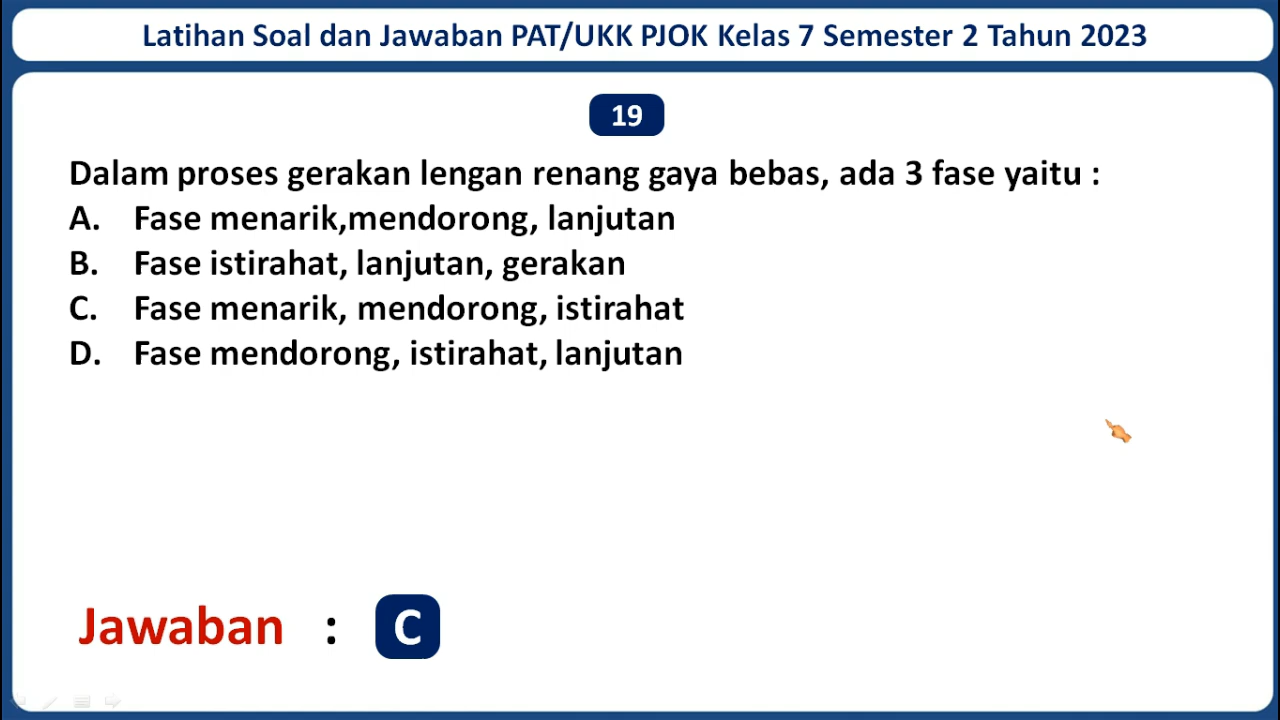 Latihan Soal dan Jawaban PAT/UKK PJOK Kelas 7 Semester 2 Tahun 2023
19
Dalam proses gerakan lengan renang gaya bebas, ada 3 fase yaitu :
A. Fase menarik,mendorong, lanjutan
B. Fase istirahat, lanjutan, gerakan
C. Fase menarik, mendorong, istirahat
D. Fase mendorong, istirahat, lanjutan
Jawaban : C